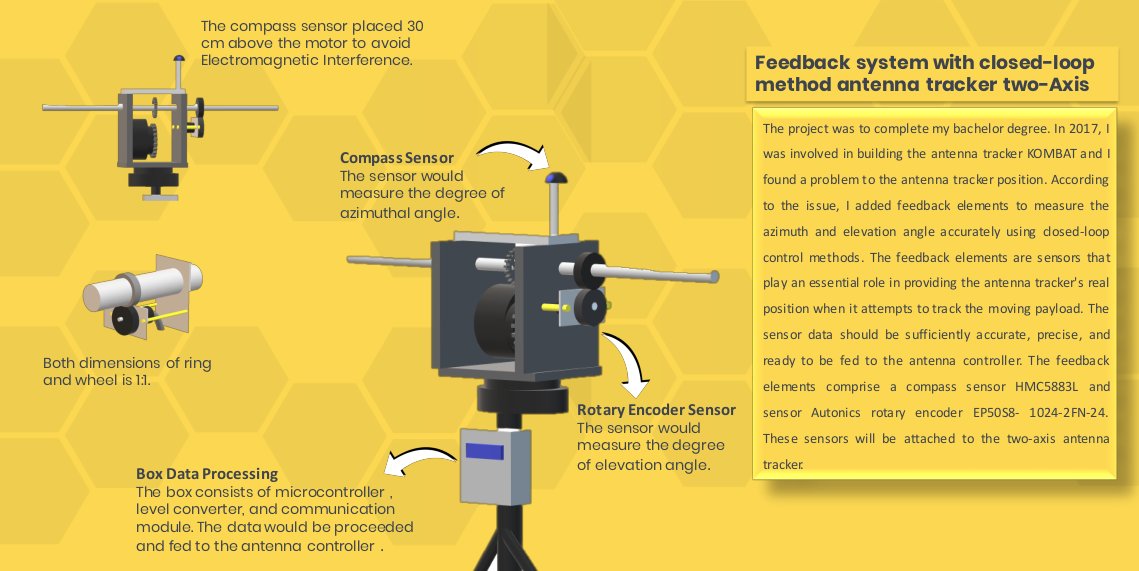 The compass sensor placed 30
cm above the motor to avoid
Electromagnetic Interference.
Feedback system with closed-loop
method antenna tracker two-Axis
The project was to complete my bachelor degree. In 2017, I
was involved in building the antenna tracker KOMBAT and I
found a problem to the antenna tracker position. According
to the issue, I added feedback elements to measure the
azimuth and elevation angle accurately using closed-loop
control methods. The feedback elements are sensors that
play an essential role in providing the antenna tracker's real
position when it attempts to track the moving payload. The
sensor data should be sufficiently accurate, precise, and
ready to be fed to the antenna controller. The feedback
elements comprise a compass sensor HMC5883L and
sensor Autonics rotary encoder EP50S8- 1024-2FN-24.
These sensors will be attached to the two-axis antenna
tracker.
Compass Sensor
The sensor would
measure the degree of
azimuthal angle.
Both dimensions of ring
and wheel is 1:1.
Rotary Encoder Sensor
The sensor would
measure the degree
of elevation angle.
Box Data Processing
The box consists of microcontroller ,
level converter, and communication
module. The data would be proceeded
and fed to the antenna controller .